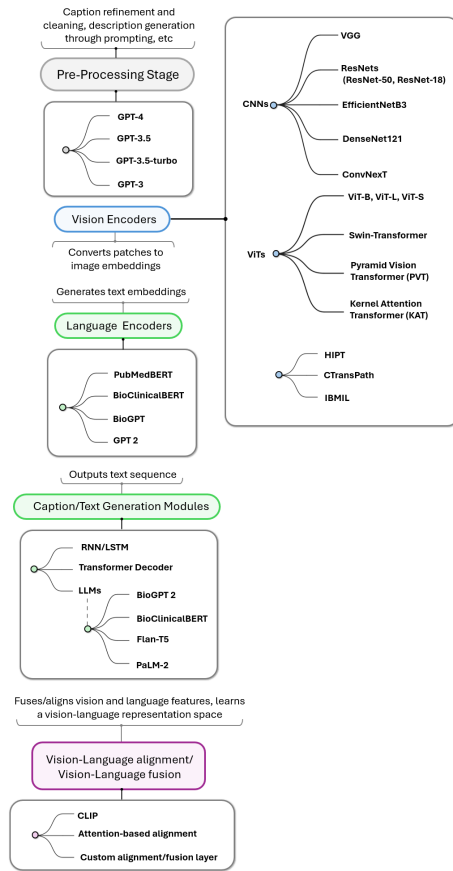 Caption refinement and
cleaning, description generation
through prompting, etc
Pre-Processing Stage
GPT-4
GPT-3.5
GPT-3.5-turbo
GPT-3
Vision Encoders
Converts patches to
image embeddings
VGG
ResNets
(ResNet-50, ResNet-18)
CNNs
EfficientNetB3
DenseNet121
ConvNexT
ViT-B, ViT-L, ViT-S
Swin-Transformer
ViTs
Pyramid Vision
Transformer (PVT)
Kernel Attention
Transformer (KAT)
HIPT
CTransPath
IBMIL
Generates text embeddings
Language Encoders
PubMedBERT
BioClinicalBERT
BioGPT
GPT 2
Outputs text sequence
Caption/Text Generation Modules
RNN/LSTM
Transformer Decoder
LLMs
BioGPT 2
BioClinicalBERT
Flan-T5
PaLM-2
Fuses/aligns vision and language features, learns
a vision-language representation space
Vision-Language alignment/
Vision-Language fusion
CLIP
Attention-based alignment
Custom alignment/fusion layer